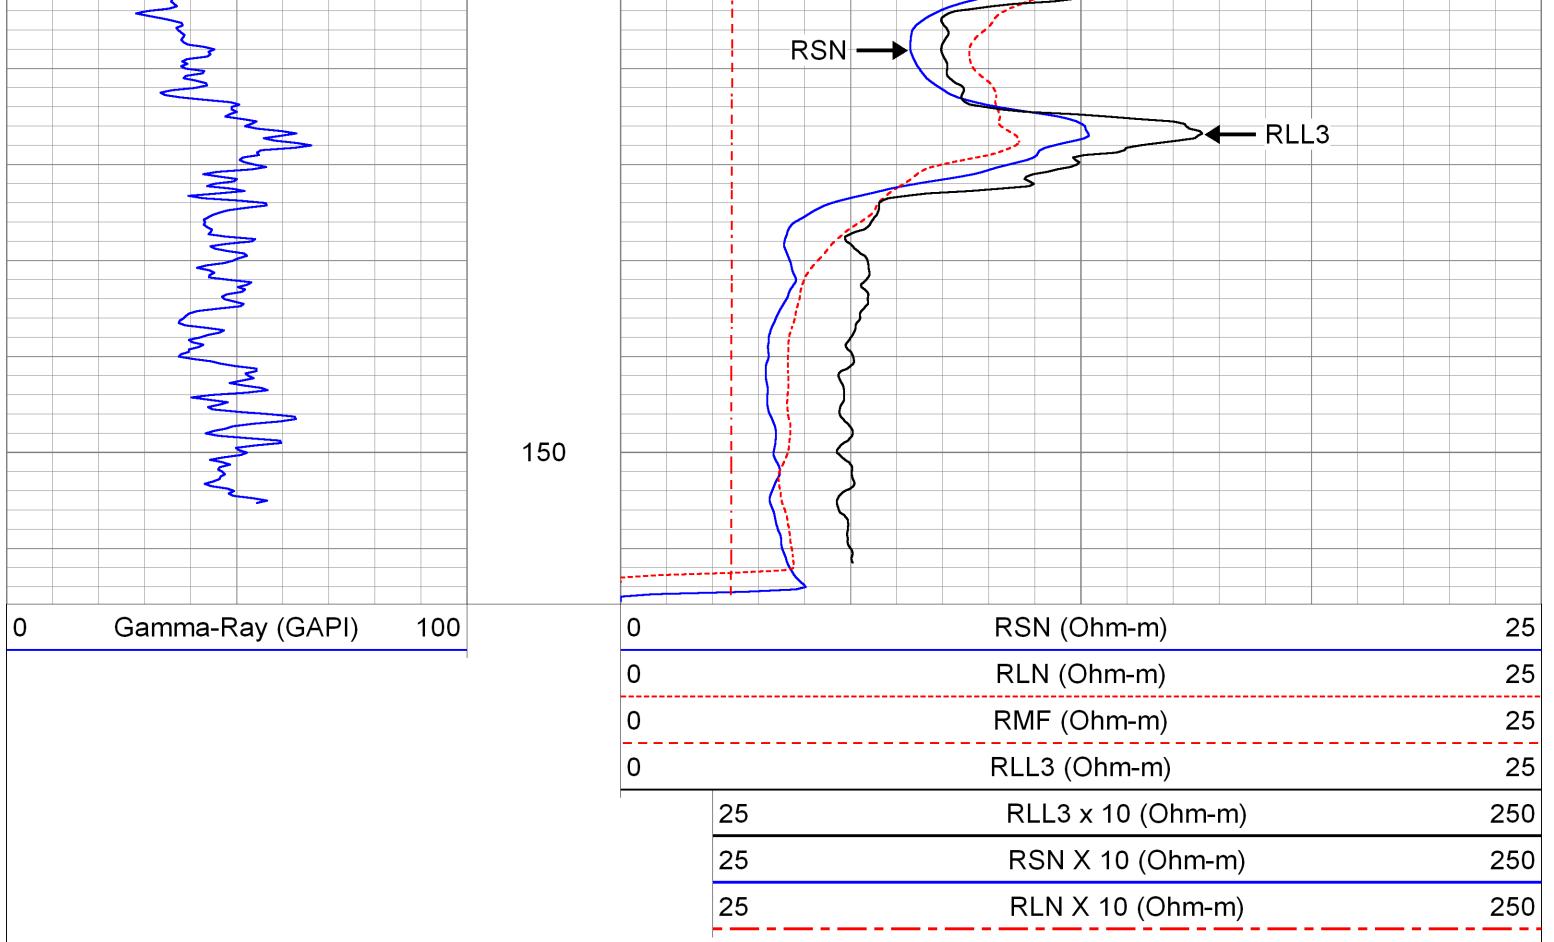 RSN
RLL3
150
0 Gamma-Ray (GAPI) 100
0 RSN (Ohm-m) 25
0 RLN (Ohm-m) 25
0 RMF (Ohm-m) 25
0 RLL3 (Ohm-m) 25
25 RLL3 x 10 (Ohm-m) 250
25 RSN X 10 (Ohm-m) 250
25 RLN X 10 (Ohm-m) 250